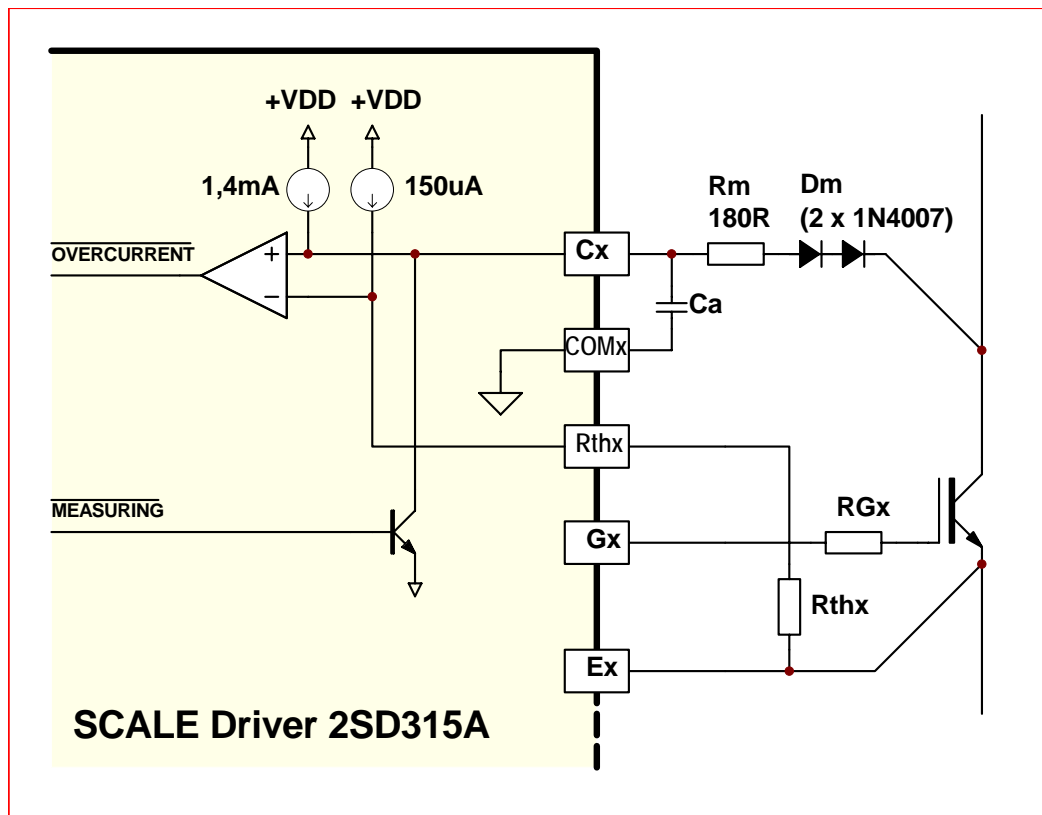 +VDD +VDD
1,4mA
150uA
Rm
180R
Dm
(2 x 1N4007)
OVERCURRENT
+
−
Cx
Ca
COMx
Rthx
MEASURING
RGx
Gx
Rthx
Ex
SCALE Driver 2SD315A